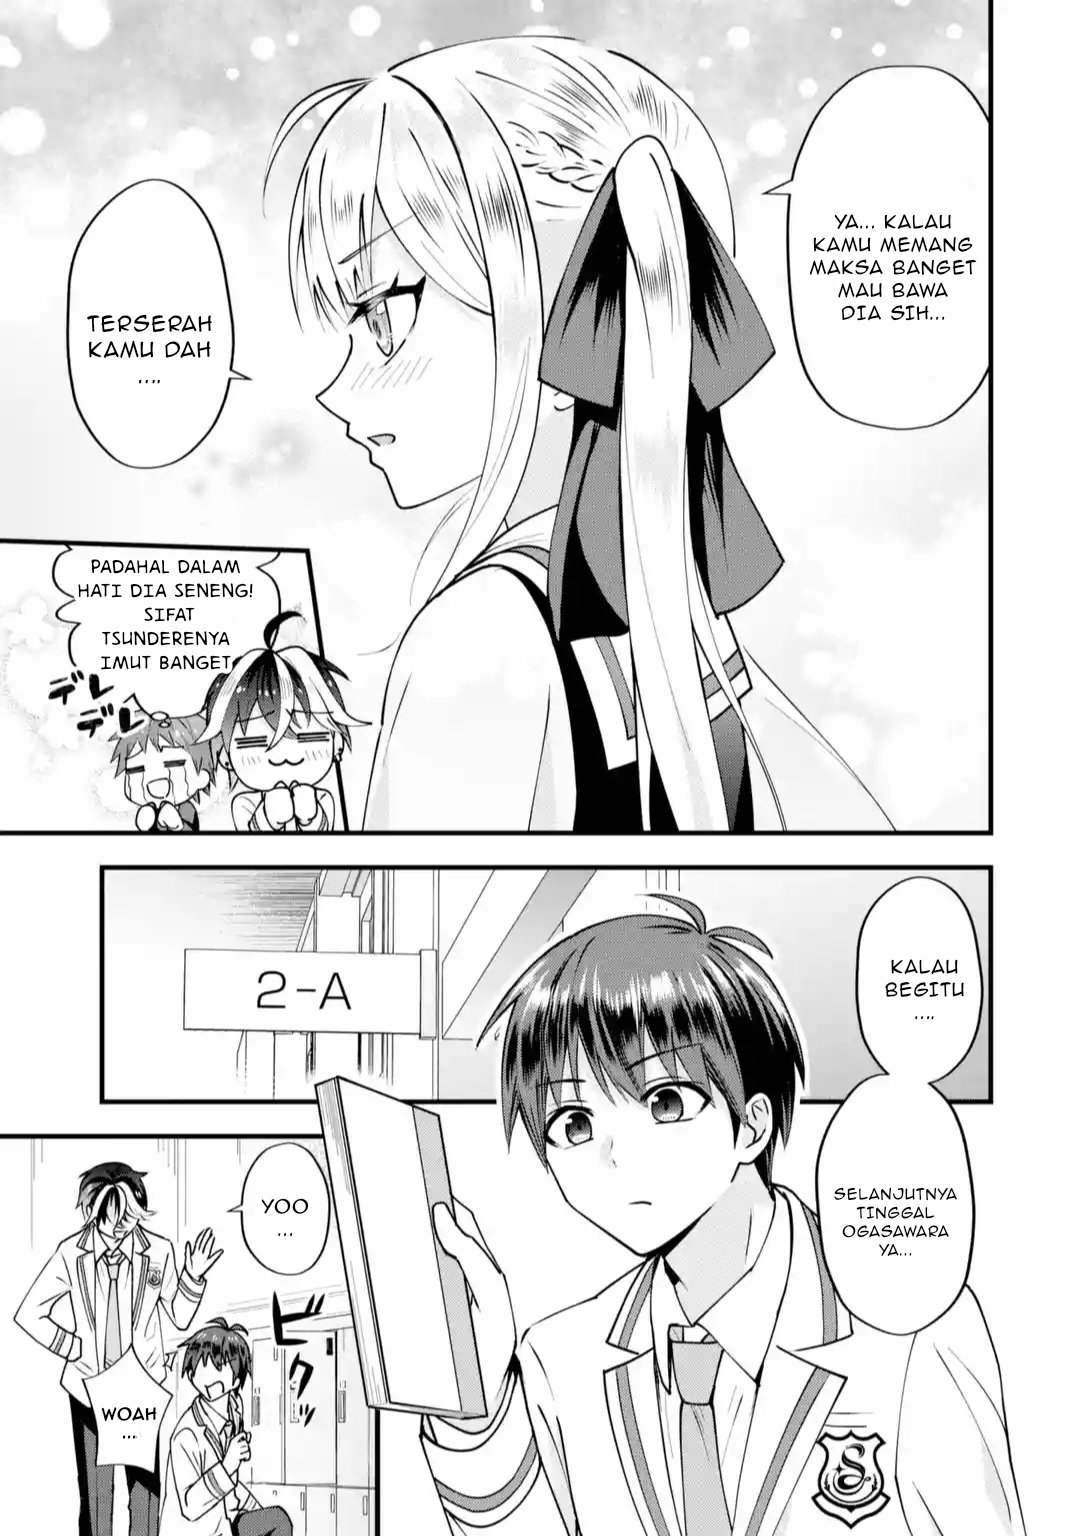 YA... KALAU
KAMU MEMANG
MAKSA BANGET
MAU BAWA
DIA SIH...
TERSERAH
KAMU DAH
....
PADAHAL DALAM
HATI DIA SENENG!
SIFAT
TSUNDERENYA
IMUT BANGET
デレ
デレ
2-A
KALAU
BEGITU
....
SELANJUTNYA
TINGGAL
OGASAWARA
YA...
YOO
...
ビクッ
WOAH
...
S